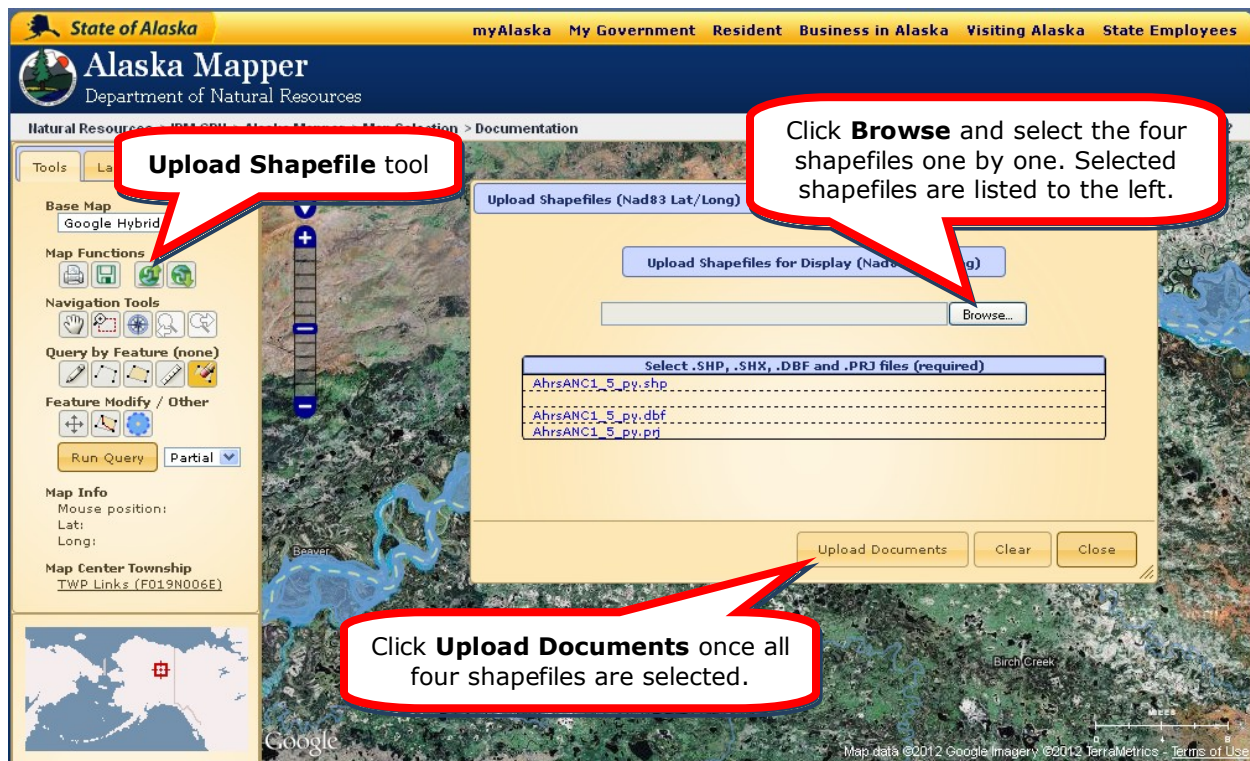 State of Alaska
myAlaska My Government Resident Business in Alaska Visiting Alaska State Employees
Alaska Mapper
Department of Natural Resources
Natural Resources > Selection > Documentation
Upload Shapefile tool
Click Browse and select the four
shapefiles one by one. Selected
shapefiles are listed to the left.
Tools
Base Map
Google Hybrid
Map Functions
Navigation Tools
Query by Feature (none)
Feature Modify / Other
Run Query Partial
Map Info
Mouse position:
Lat:
Long:
Map Center Township
TWP Links (F019N006E)
Upload Shapefiles (Nad83 Lat/Long)
Upload Shapefiles for Display
Browse...
Select .SHP, .SHX, .DBF and .PRJ files (required)
AhrsANC1_5_py.shp
AhrsANC1_5_py.dbf
AhrsANC1_5_py.prj
Upload Documents Clear Close
Beaver
Click Upload Documents once all
four shapefiles are selected.
Birch Creek
MILES
Google
Map data ©2012 Google Imagery ©2012 TerraMetrics - Terms of Use